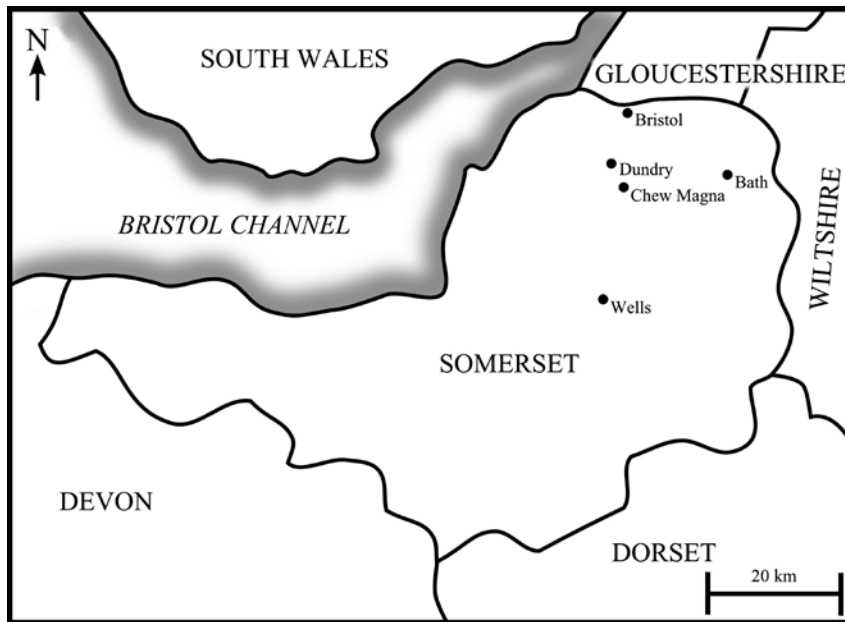 N
SOUTH WALES
GLOUCESTERSHIRE
Bristol
Dundry
Bath
Chew Magna
BRISTOL CHANNEL
WILTSHIRE
Wells
SOMERSET
DEVON
DORSET
20 km